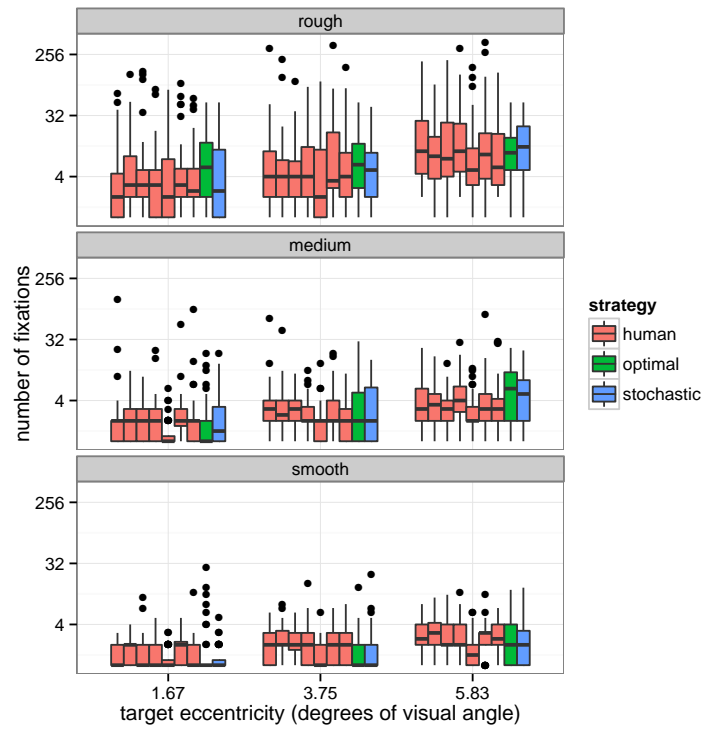 rough
256
32
4
medium
256
32
4
smooth
256
32
4
number of fixations
1.67 3.75 5.83
target eccentricity (degrees of visual angle)
strategy
human
optimal
stochastic